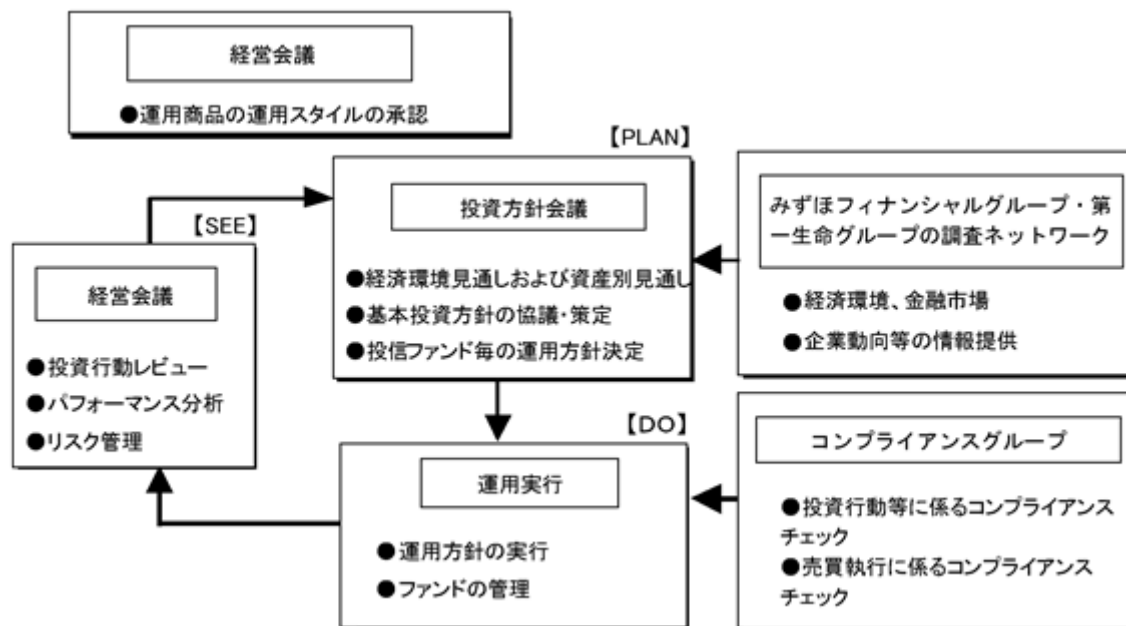 経営会議
●運用商品の運用スタイルの承認
【PLAN】
投資方針会議
●経済環境見通しおよび資産別見通し
●基本投資方針の協議・策定
●投信ファンド毎の運用方針決定
みずほフィナンシャルグループ・第
一生命グループの調査ネットワーク
●経済環境、金融市場
●企業動向等の情報提供
【SEE】
経営会議
●投資行動レビュー
●パフォーマンス分析
●リスク管理
【DO】
運用実行
●運用方針の実行
●ファンドの管理
コンプライアンスグループ
●投資行動等に係るコンプライアンス
チェック
●売買執行に係るコンプライアンス
チェック